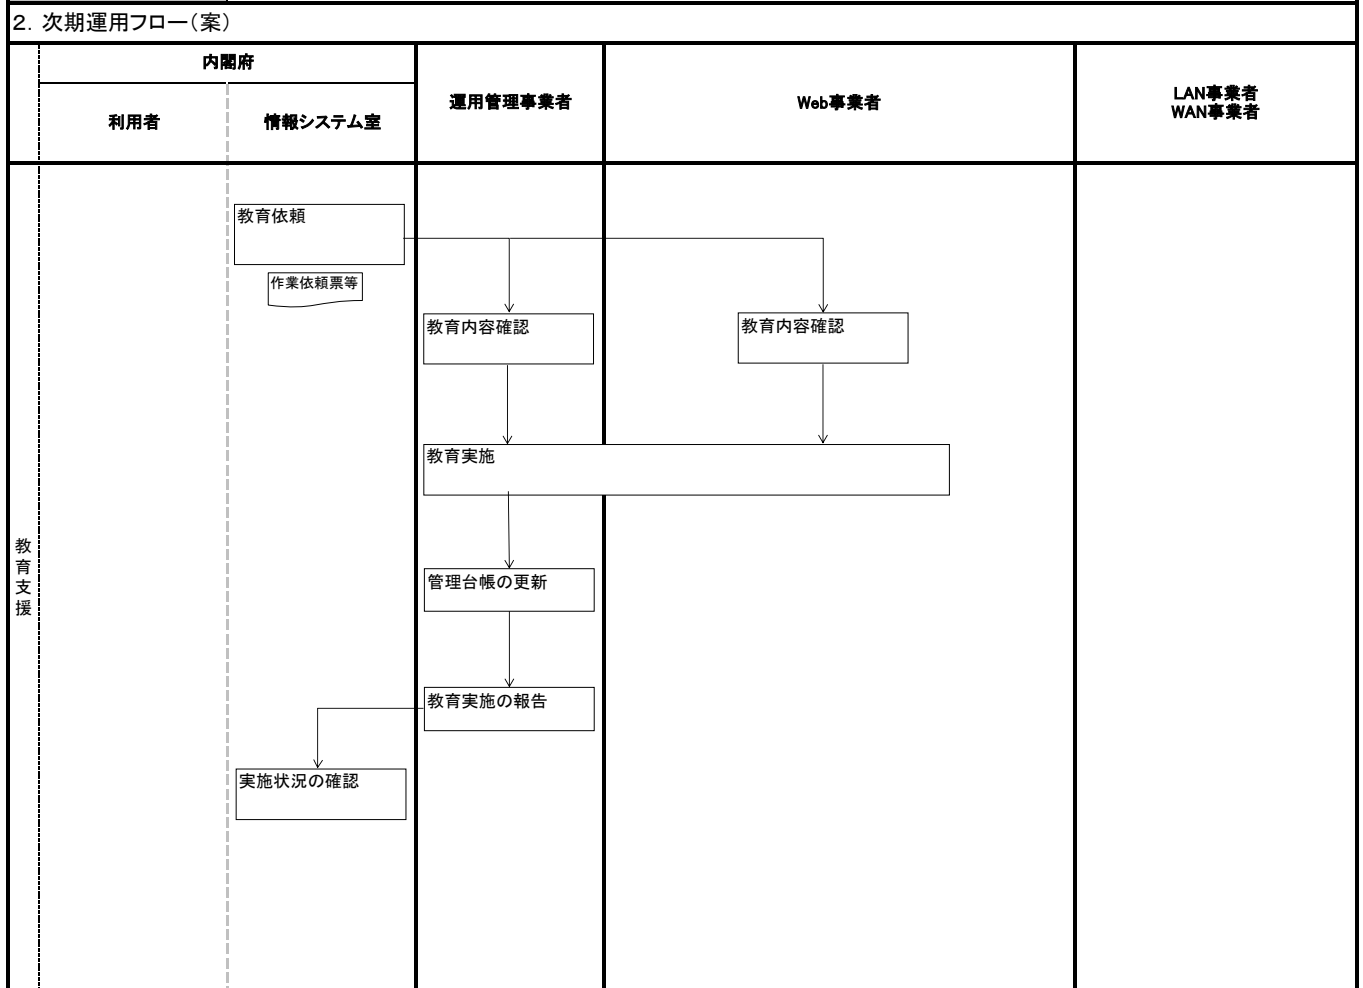 ２．次期運用フロー（案）
内閣府
利用者
情報システム室
運用管理事業者
Web事業者
LAN事業者
WAN事業者
教育支援
教育依頼
作業依頼票等
教育内容確認
教育内容確認
教育実施
管理台帳の更新
教育実施の報告
実施状況の確認